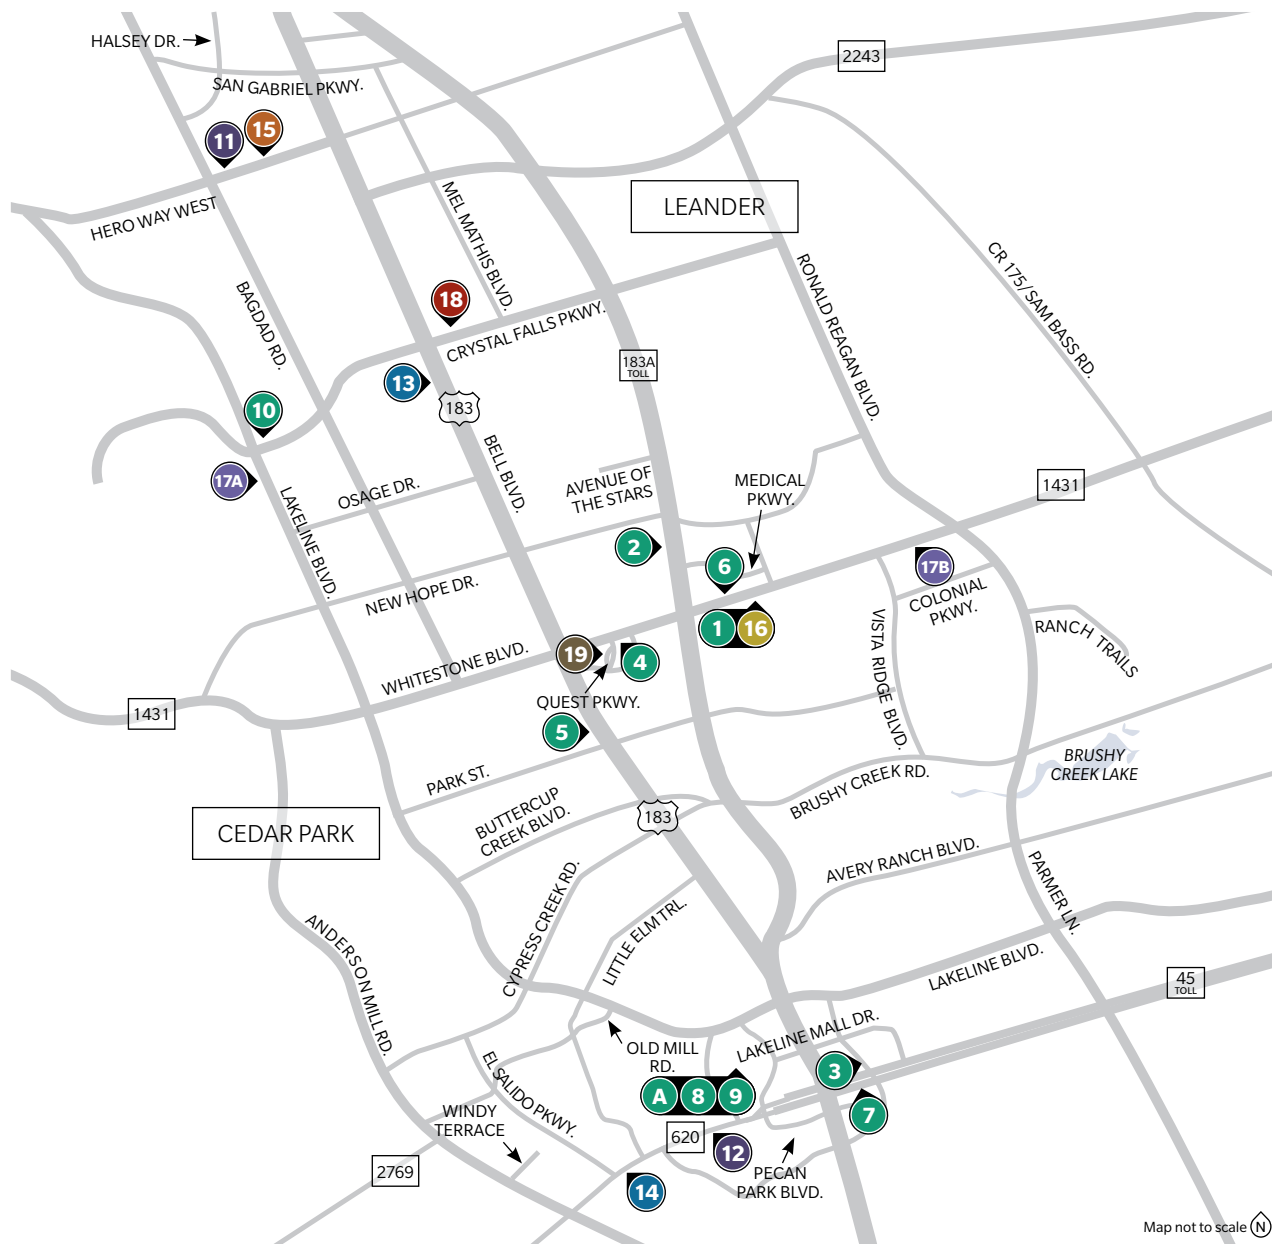 HALSEY DR.
2243
SAN GABRIEL PKWY.
15
11
MEL MATHIS BLVD.
LEANDER
HERO WAY WEST
CR 175/ SAM BASS RD.
RONALD REAGAN BLVD.
BAGDAD RD.
18
CRYSTAL FALLS PKWY.
183A
TOLL
13
183
10
BELL BLVD.
17A
OSAGE DR.
AVENUE OF
THE STARS
MEDICAL
PKWY.
1431
LAKELINE BLVD.
2
6
17B
NEW HOPE DR.
COLONIAL
PKWY.
1
16
VISTA RIDGE BLVD.
RANCH TRAILS
WHITESTONE BLVD.
19
4
QUEST PKWY.
1431
5
BRUSHY
CREEK LAKE
PARK ST.
BRUSHY CREEK RD.
BUTTERCUP
CREEK BLVD.
183
CEDAR PARK
AVERY RANCH BLVD.
PARMER LN.
CYPRESS CREEK RD.
LITTLE ELM TRL.
ANDERSON MILL RD.
LAKELINE BLVD.
45
TOLL
LAKELINE MALL DR.
OLD MILL
RD.
EL SALIDO PKWY.
3
A
8
9
7
WINDY
TERRACE
620
12
2769
PECAN
PARK BLVD.
14
Map not to scale
N